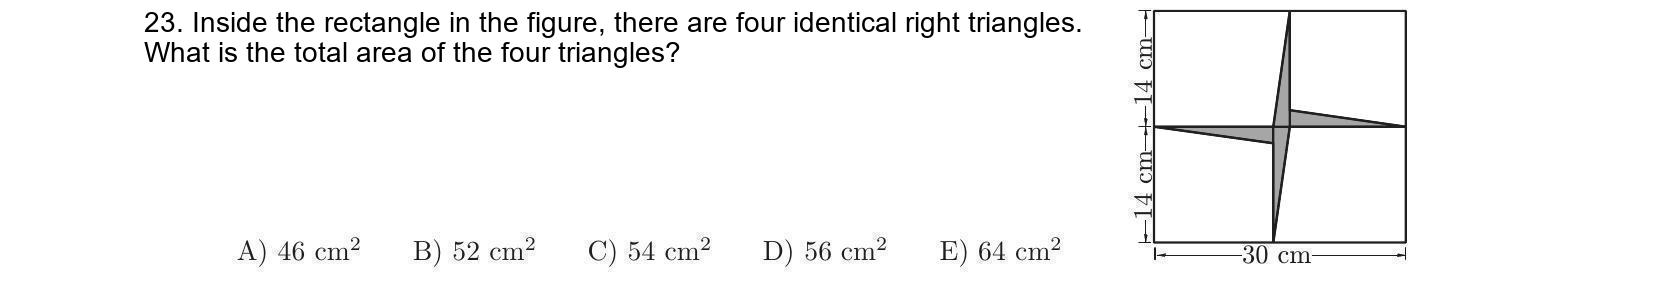 23. Inside the rectangle in the figure, there are four identical right triangles.
What is the total area of the four triangles?
14 cm
14 cm
30 cm
A) 46 cm² B) 52 cm² C) 54 cm² D) 56 cm² E) 64 cm²